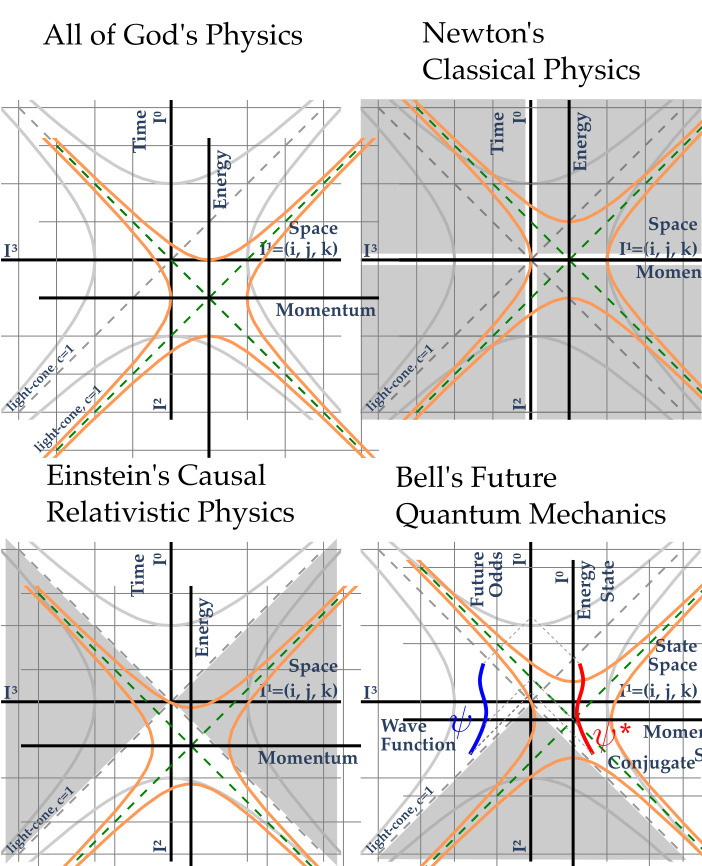 All of God's Physics
Time
I⁰
Energy
Space
I³
I¹=(i, j, k)
Momentum
light-cone, c=1
light-cone, c=1
I²
Newton's
Classical Physics
Time
I⁰
Energy
Space
I³
I¹=(i, j, k)
Momen
light-cone, c=1
I²
Einstein's Causal
Relativistic Physics
Time
I⁰
Energy
Space
I³
I¹=(i, j, k)
Momentum
light-cone, c=1
I²
Bell's Future
Quantum Mechanics
Future
Odds
I⁰
I⁰
Energy
State
State
Space
I³
I¹=(i, j, k)
Wave
Function
ψ
ψ*
Momen
S
Conjugate
light-cone, c=1
I²